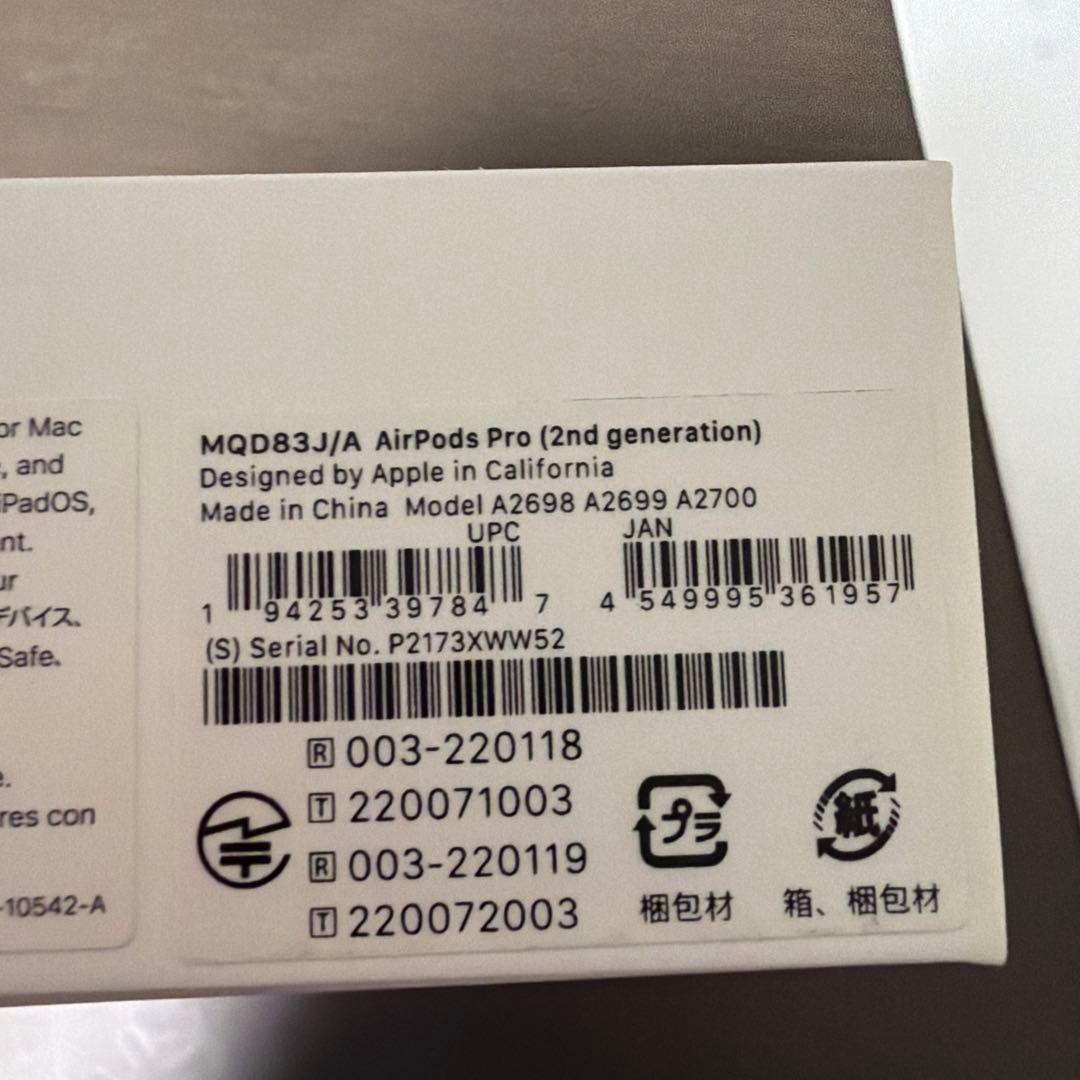 or Mac
, and
iPadOS,
nt.
ur
デバイス、
Safe.
e.
res con
-10542-A
MQD83J/A AirPods Pro (2nd generation)
Designed by Apple in California
Made in China Model A2698 A2699 A2700
UPC JAN
1 94253 39784 7 4 549995 361957
(S) Serial No. P2173XWW52
R 003-220118
T 220071003
R 003-220119
T 220072003
プラ 紙
梱包材 箱、梱包材